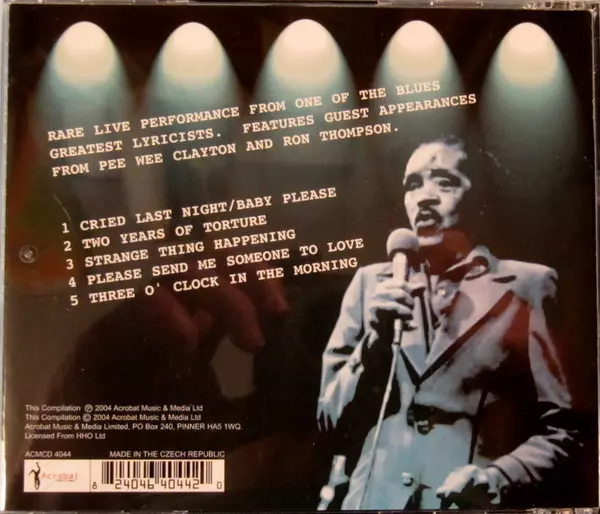 RARE LIVE PERFORMANCE FROM ONE OF THE BLUES
GREATEST LYRICISTS. FEATURES GUEST APPEARANCES
FROM PEE WEE CLAYTON AND RON THOMPSON.
1 CRIED LAST NIGHT/BABY PLEASE
2 TWO YEARS OF TORTURE
3 STRANGE THING HAPPENING
4 PLEASE SEND ME SOMEONE TO LOVE
5 THREE O' CLOCK IN THE MORNING
This Compilation ℗ 2004 Acrobat Music & Media Ltd
This Compilation © 2004 Acrobat Music & Media Ltd
Acrobat Music & Media Limited, PO Box 240, PINNER HA5 1WQ.
Licensed From HHO Ltd
ACMCD 4044
MADE IN THE CZECH REPUBLIC
Acrobat
8 24046 40442 0